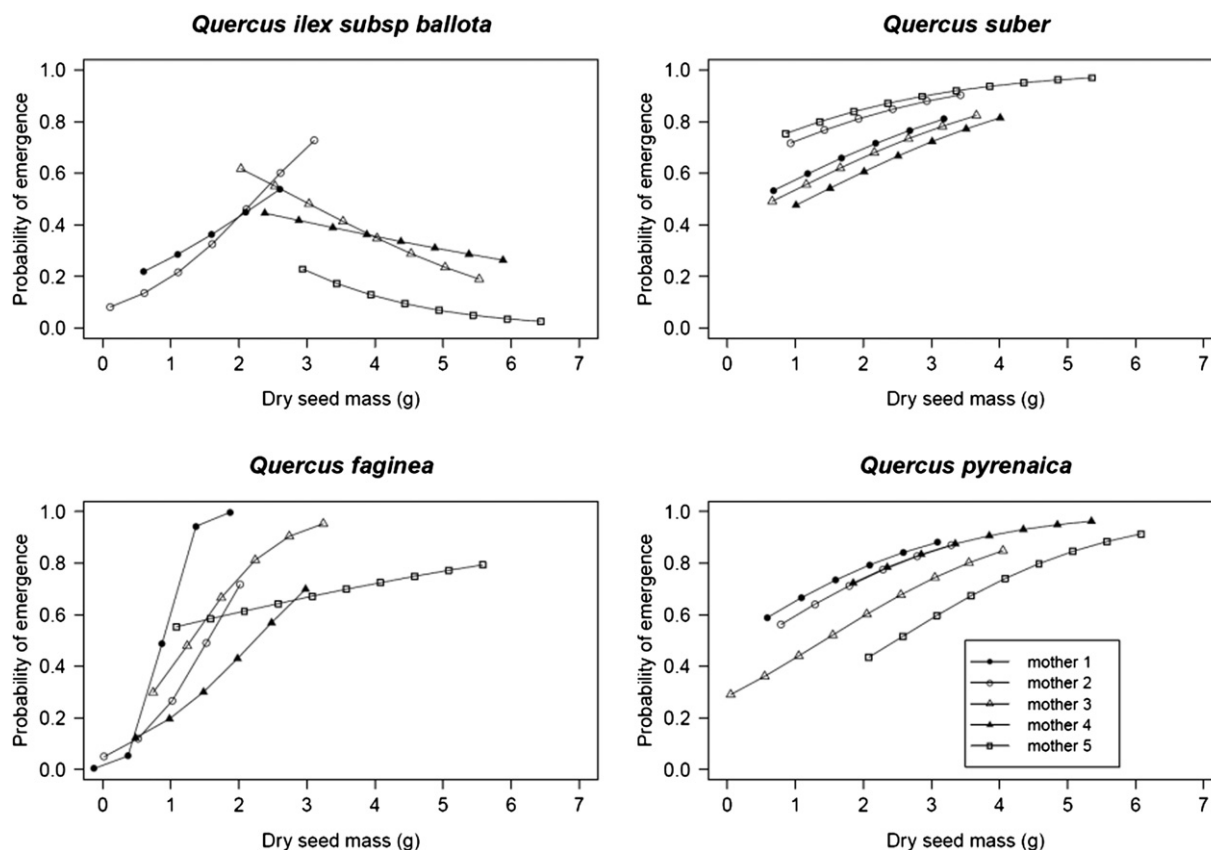 Quercus ilex subsp ballota
Probability of emergence
1.0
0.8
0.6
0.4
0.2
0.0
0 1 2 3 4 5 6 7
Dry seed mass (g)
Quercus suber
Probability of emergence
1.0
0.8
0.6
0.4
0.2
0.0
0 1 2 3 4 5 6 7
Dry seed mass (g)
Quercus faginea
Probability of emergence
1.0
0.8
0.6
0.4
0.2
0.0
0 1 2 3 4 5 6 7
Dry seed mass (g)
Quercus pyrenaica
Probability of emergence
1.0
0.8
0.6
0.4
0.2
0.0
mother 1
mother 2
mother 3
mother 4
mother 5
0 1 2 3 4 5 6 7
Dry seed mass (g)